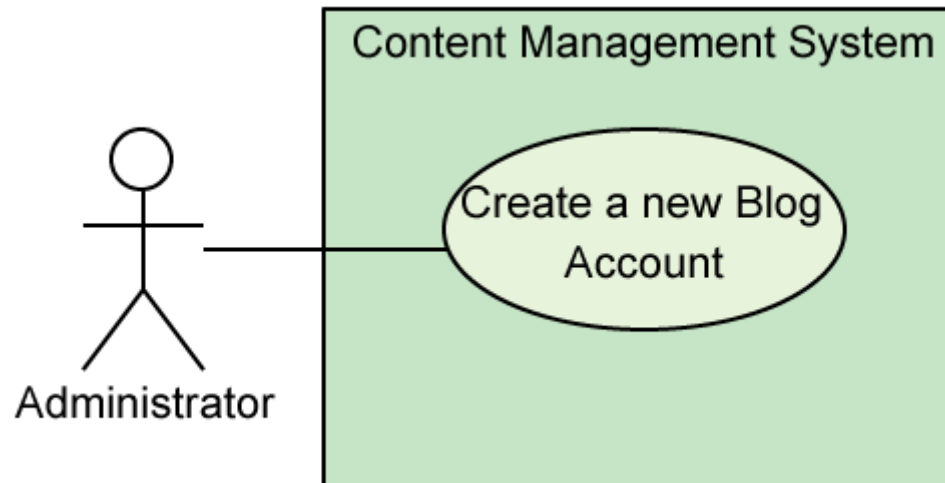 Content Management System
Create a new Blog
Account
Administrator